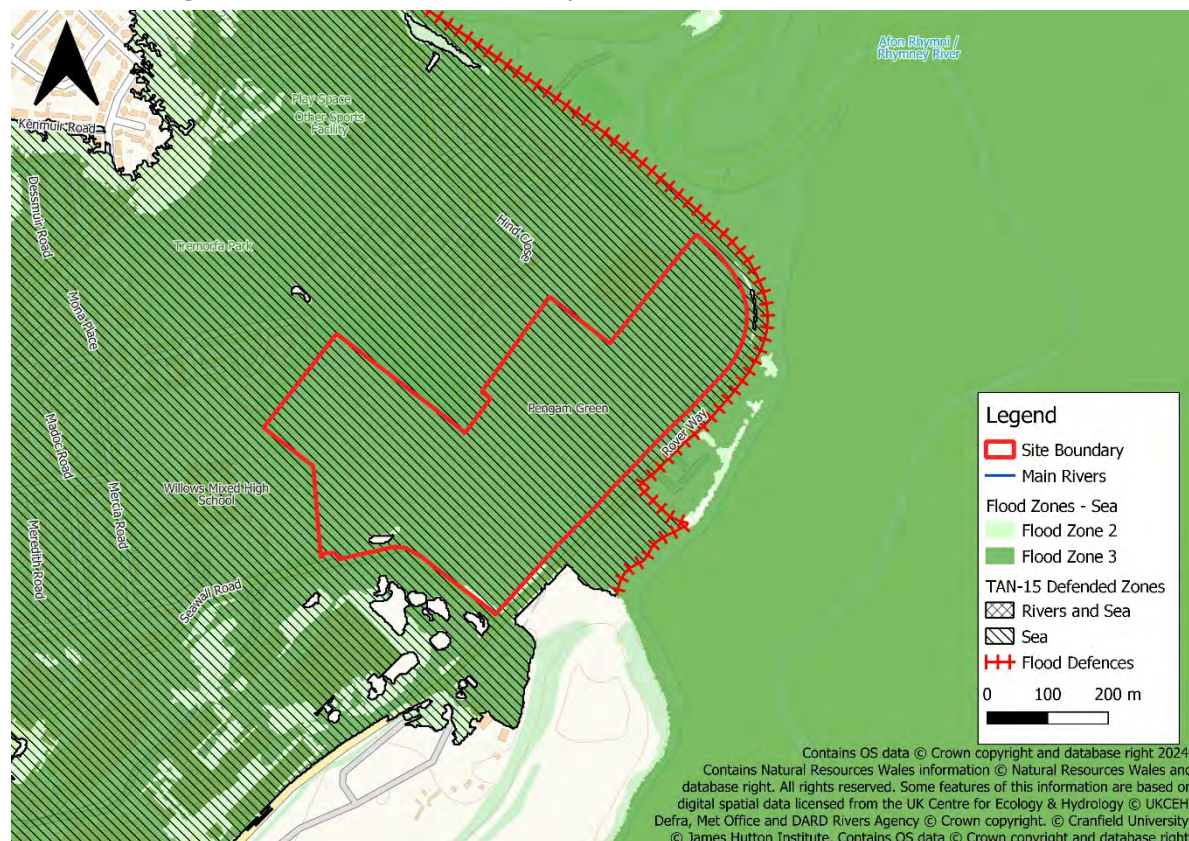 Afon Rhymni /
Rhymney River
Play Space
Other Sports
Facility
Kenmuir Road
Dessmuir Road
Hind Close
Tremorfa Park
Mona Place
Pengam Green
Rover Way
Madoc Road
Willows Mixed High
School
Mercia Road
Meredith Road
Seawall Road
Legend
Site Boundary
Main Rivers
Flood Zones - Sea
Flood Zone 2
Flood Zone 3
TAN-15 Defended Zones
Rivers and Sea
Sea
Flood Defences
0 100 200 m
Contains OS data © Crown copyright and database right 2024
Contains Natural Resources Wales information © Natural Resources Wales and
database right. All rights reserved. Some features of this information are based on
digital spatial data licensed from the UK Centre for Ecology & Hydrology © UKCEH
Defra, Met Office and DARD Rivers Agency © Crown copyright. © Cranfield University
© James Hutton Institute. Contains OS data © Crown copyright and database right